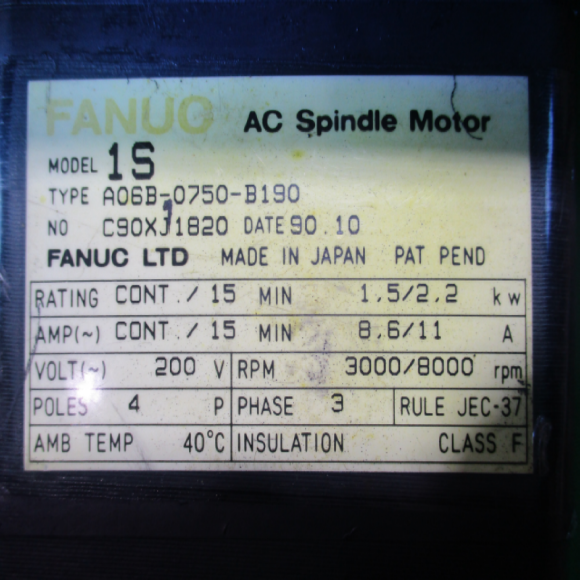 FANUC AC Spindle Motor
MODEL 1S
TYPE A06B-0750-B190
NO C90XJ1820 DATE 90.10
FANUC LTD MADE IN JAPAN PAT PEND
RATING CONT./15 MIN 1.5/2.2 kw
AMP(~) CONT./15 MIN 8.6/11 A
VOLT(~) 200 V RPM 3000/8000 rpm
POLES 4 P PHASE 3 RULE JEC-37
AMB TEMP 40°C INSULATION CLASS F